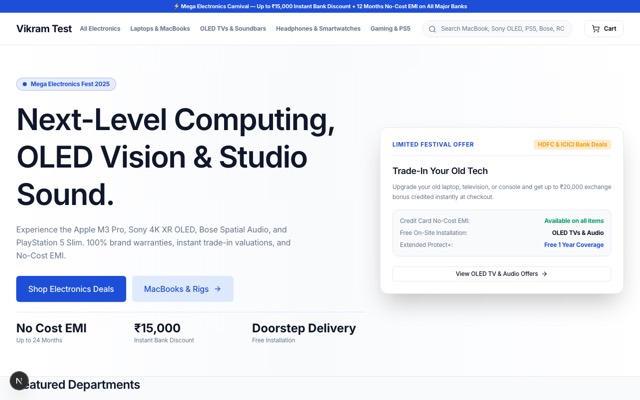 ⚡ Mega Electronics Carnival — Up to ₹15,000 Instant Bank Discount + 12 Months No-Cost EMI on All Major Brands
Vikram Test
All Electronics
Laptops & MacBooks
OLED TVs & Soundbars
Headphones & Smartwatches
Gaming & PS5
Search MacBook, Sony OLED, PS5, Bose, RC
Cart
Mega Electronics Fest 2025
Next-Level Computing,
OLED Vision & Studio
Sound.
Experience the Apple M3 Pro, Sony 4K XR OLED, Bose Spatial Audio, and
PlayStation 5 Slim. 100% brand warranties, instant trade-in valuations, and
No-Cost EMI.
Shop Electronics Deals
MacBooks & Rigs →
No Cost EMI
Up to 24 Months
₹15,000
Instant Bank Discount
Doorstep Delivery
Free Installation
LIMITED FESTIVAL OFFER
HDFC & ICICI Bank Deals
Trade-In Your Old Tech
Upgrade your old laptop, television, or console and get up to ₹20,000 exchange
bonus credited instantly at checkout.
Credit Card No-Cost EMI:
Available on all items
Free On-Site Installation:
OLED TVs & Audio
Extended Protect+:
Free 1 Year Coverage
View OLED TV & Audio Offers →
N
eatured Departments